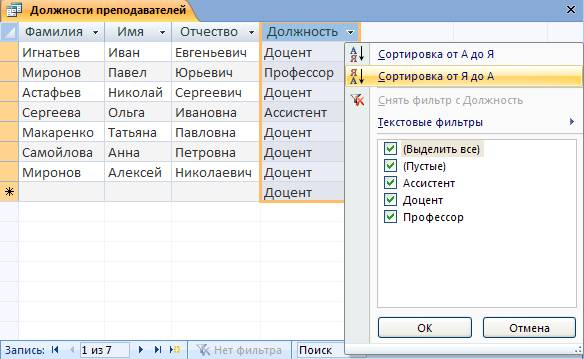 Должности преподавателей
Фамилия Имя Отчество Должность
Игнатьев Иван Евгеньевич Доцент
Миронов Павел Юрьевич Профессор
Астафьев Николай Сергеевич Доцент
Сергеева Ольга Ивановна Ассистент
Макаренко Татьяна Павловна Доцент
Самойлова Анна Петровна Доцент
Миронов Алексей Николаевич Доцент
Доцент
Сортировка от А до Я
Сортировка от Я до А
Снять фильтр с Должность
Текстовые фильтры
(Выделить все)
(Пустые)
Ассистент
Доцент
Профессор
ОК Отмена
Запись: 1 из 7 Нет фильтра Поиск